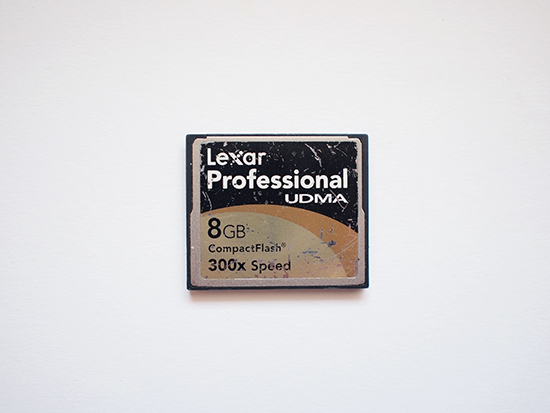 Lexar
Professional
UDMA
8GB
CompactFlash®
300x Speed